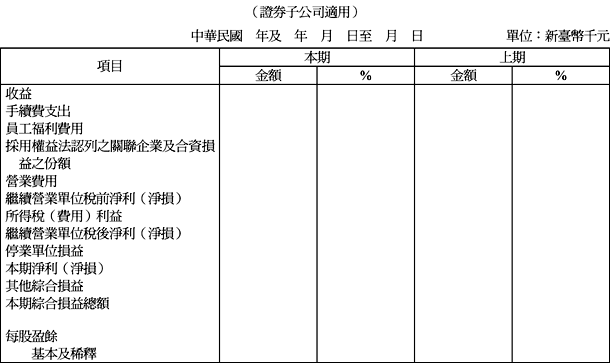 （證券子公司適用）
中華民國　年及　年　月　日至　月　日　單位：新臺幣千元
項目　本期　上期
金額　%　金額　%
收益
手續費支出
員工福利費用
採用權益法認列之關聯企業及合資損
益之份額
營業費用
繼續營業單位稅前淨利（淨損）
所得稅（費用）利益
繼續營業單位稅後淨利（淨損）
停業單位損益
本期淨利（淨損）
其他綜合損益
本期綜合損益總額
每股盈餘
基本及稀釋